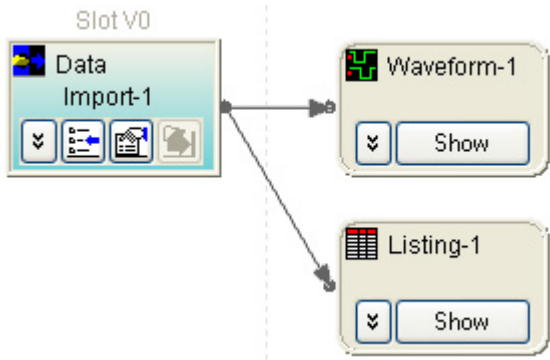 Slot V0
Data
Import-1
Waveform-1
Show
Listing-1
Show